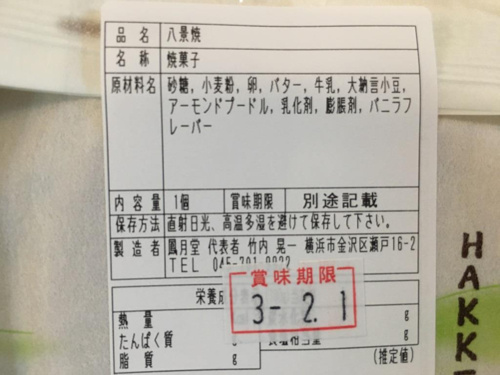 品名 八景焼
名称 焼菓子
原材料名 砂糖, 小麦粉, 卵, バター, 牛乳, 大納言小豆,
アーモンドプードル, 乳化剤, 膨脹剤, バニラフ
レーバー
内容量 1個 賞味期限 別途記載
保存方法 直射日光、高温多湿を避けて保存して下さい。
製造者 鳳月堂 代表者 竹内 晃一 横浜市金沢区瀬戸16-2
TEL
賞味期限
3- 2. 1
栄養成
熱量 g
たんぱく質 g g
脂質 g (推定値)
HAKK